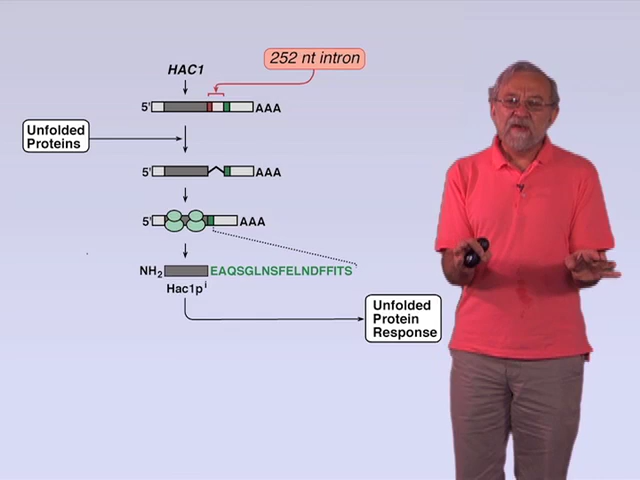 252 nt intron
HAC1
5' AAA
Unfolded
Proteins
5' AAA
5' AAA
NH2 EAQSGLNSFELNDFFITS
Hac1p i
Unfolded
Protein
Response